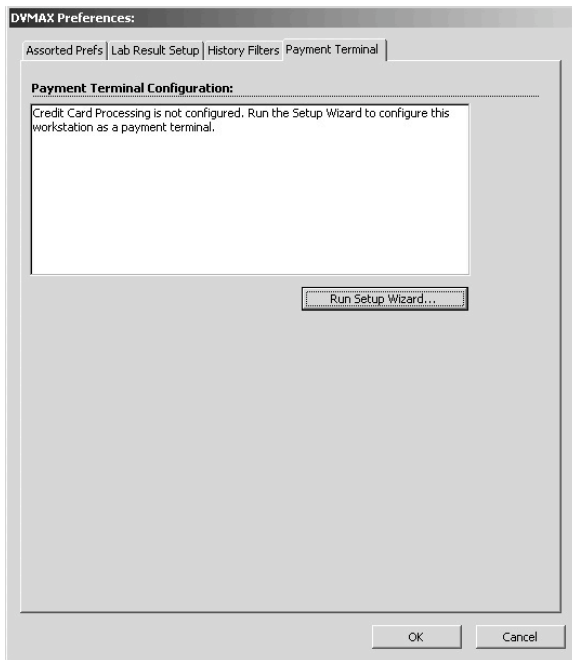 DVMAX Preferences:
Assorted Prefs Lab Result Setup History Filters Payment Terminal
Payment Terminal Configuration:
Credit Card Processing is not configured. Run the Setup Wizard to configure this
workstation as a payment terminal.
Run Setup Wizard...
OK Cancel